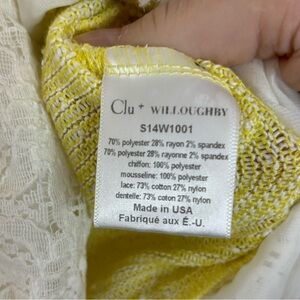 Clu + WILLOUGHBY
S14W1001
70% polyester 28% rayon 2% spandex
70% polyester 28% rayonne 2% spandex
chiffon: 100% polyester
mousseline: 100% polyester
lace: 73% cotton 27% nylon
dentelle: 73% coton 27% nylon
Made in USA
Fabriqué aux É.-U.